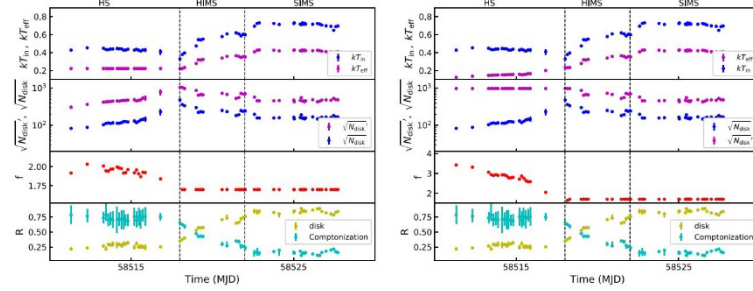 HS HIMS SIMS
0.8
0.6
0.4
0.2
kT_in, kT_eff
kT_in
kT_eff
10³
10²
√N_disk', √N_disk
√N_disk'
√N_disk
2.00
1.75
f
0.75
0.50
0.25
R
disk
Comptonization
58515 58525
Time (MJD)
HS HIMS SIMS
0.8
0.6
0.4
0.2
kT_in, kT_eff
kT_eff
kT_in
10³
10²
√N_disk', √N_disk
√N_disk
√N_disk'
4
3
2
f
0.75
0.50
0.25
R
disk
Comptonization
58515 58525
Time (MJD)